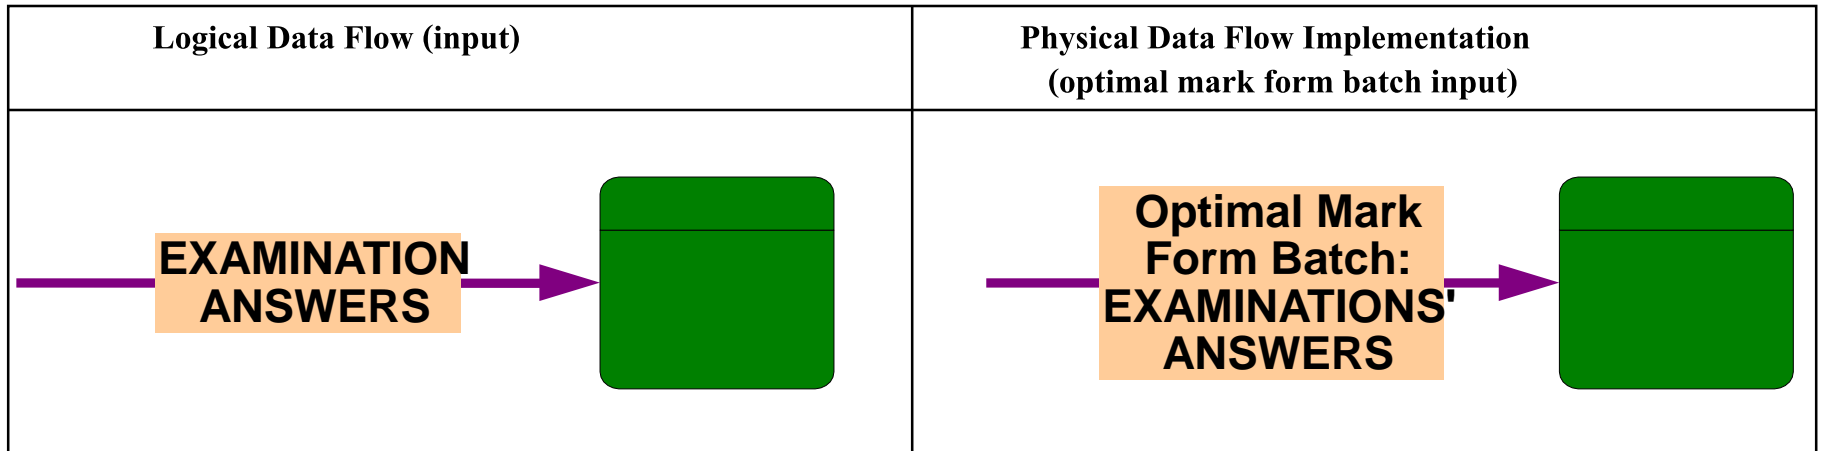 Logical Data Flow (input)
Physical Data Flow Implementation
(optimal mark form batch input)
EXAMINATION
ANSWERS
Optimal Mark
Form Batch:
EXAMINATIONS'
ANSWERS